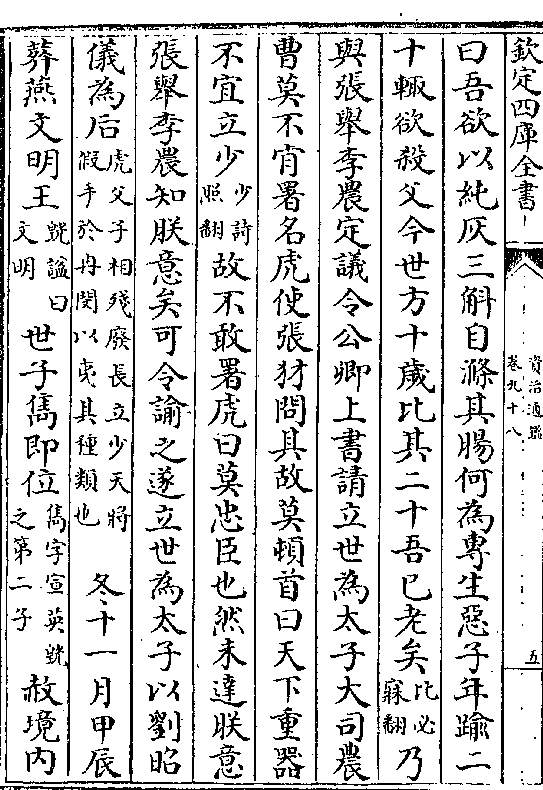 欽定四庫全書
資治通鑑
卷九十八
五
曰吾欲以純灰三斛自滌其腸何為專生惡子年踰二
十輒欲殺父今世方十歲比其二十吾已老矣比必寐翻乃
與張舉李農定議令公卿上書請立世為太子大司農
曹莫不肯署名虎使張豺問其故莫頓首曰天下重器
不宜立少少詩照翻故不敢署虎曰莫忠臣也然未達朕意
張舉李農知朕意矣可令諭之遂立世為太子以劉昭
儀為后虎父子相殘廢長立少天將假手於冉閔以夷其種類也冬十一月甲辰
葬燕文明王皝諡曰文明世子儁即位儁字宣英皝之第二子赦境內